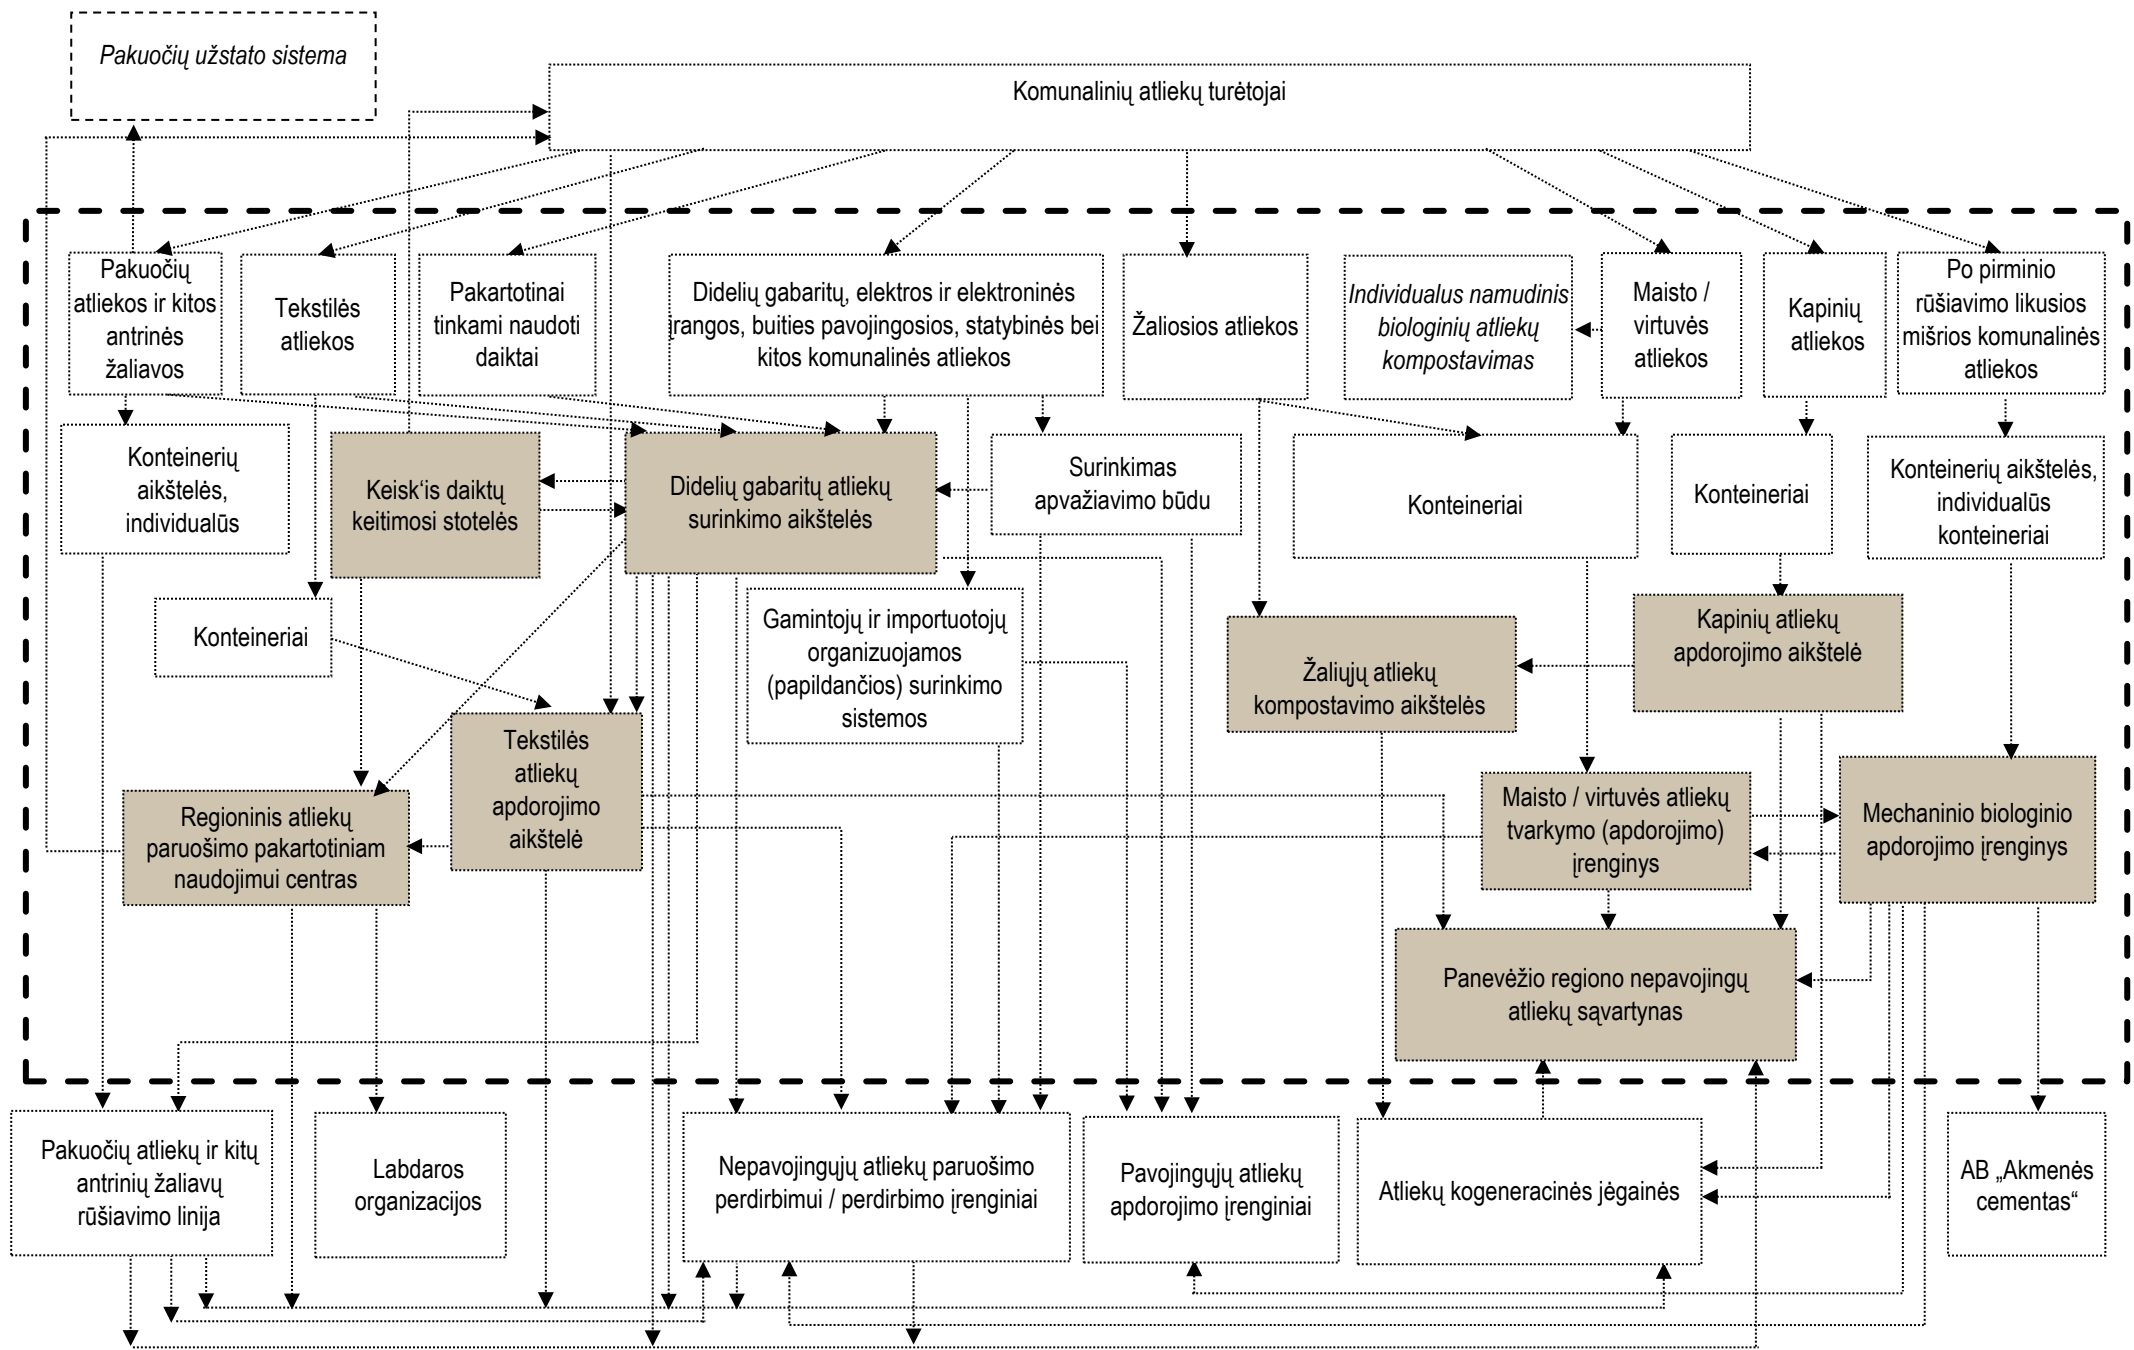 Pakuočių užstato sistema
Komunalinių atliekų turėtojai
Pakuočių
atliekos ir kitos
antrinės
žaliavos
Tekstilės
atliekos
Pakartotinai
tinkami naudoti
daiktai
Didelių gabaritų, elektros ir elektroninės
įrangos, buities pavojingosios, statybinės bei
kitos komunalinės atliekos
Žaliosios atliekos
Individualus namudinis
biologinių atliekų
kompostavimas
Maisto /
virtuvės
atliekos
Kapinių
atliekos
Po pirminio
rūšiavimo likusios
mišrios komunalinės
atliekos
Konteinerių
aikštelės,
individualūs
Keisk‘is daiktų
keitimosi stotelės
Didelių gabaritų atliekų
surinkimo aikštelės
Surinkimas
apvažiavimo būdu
Konteineriai
Konteineriai
Konteinerių aikštelės,
individualūs
konteineriai
Konteineriai
Gamintojų ir importuotojų
organizuojamos
(papildančios) surinkimo
sistemos
Žaliųjų atliekų
kompostavimo aikštelės
Kapinių atliekų
apdorojimo aikštelė
Tekstilės
atliekų
apdorojimo
aikštelė
Regioninis atliekų
paruošimo pakartotiniam
naudojimui centras
Maisto / virtuvės atliekų
tvarkymo (apdorojimo)
įrenginys
Mechaninio biologinio
apdorojimo įrenginys
Panevėžio regiono nepavojingų
atliekų sąvartynas
Pakuočių atliekų ir kitų
antrinių žaliavų
rūšiavimo linija
Labdaros
organizacijos
Nepavojingųjų atliekų paruošimo
perdirbimui / perdirbimo įrenginiai
Pavojingųjų atliekų
apdorojimo įrenginiai
Atliekų kogeneracinės jėgainės
AB „Akmenės
cementas“